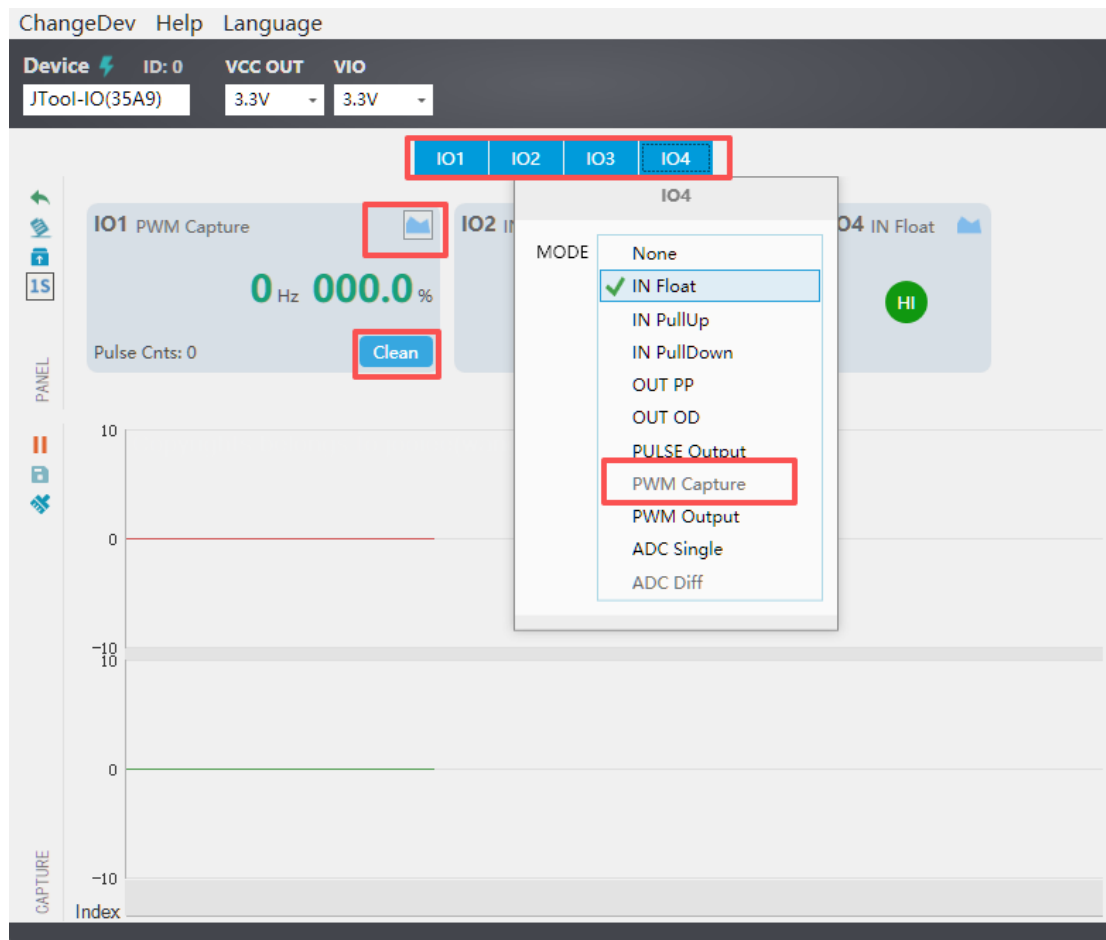 ChangeDev Help Language
Device ID: 0 VCC OUT VIO
JTool-IO(35A9) 3.3V 3.3V
IO1 IO2 IO3 IO4
IO4
IO1 PWM Capture
IO2
IO4 IN Float
MODE
None
IN Float
IN PullUp
IN PullDown
OUT PP
OUT OD
PULSE Output
PWM Capture
PWM Output
ADC Single
ADC Diff
1S
0 Hz 000.0 %
HI
Pulse Cnts: 0 Clean
PANEL
10
0
-10
10
0
-10
CAPTURE
Index